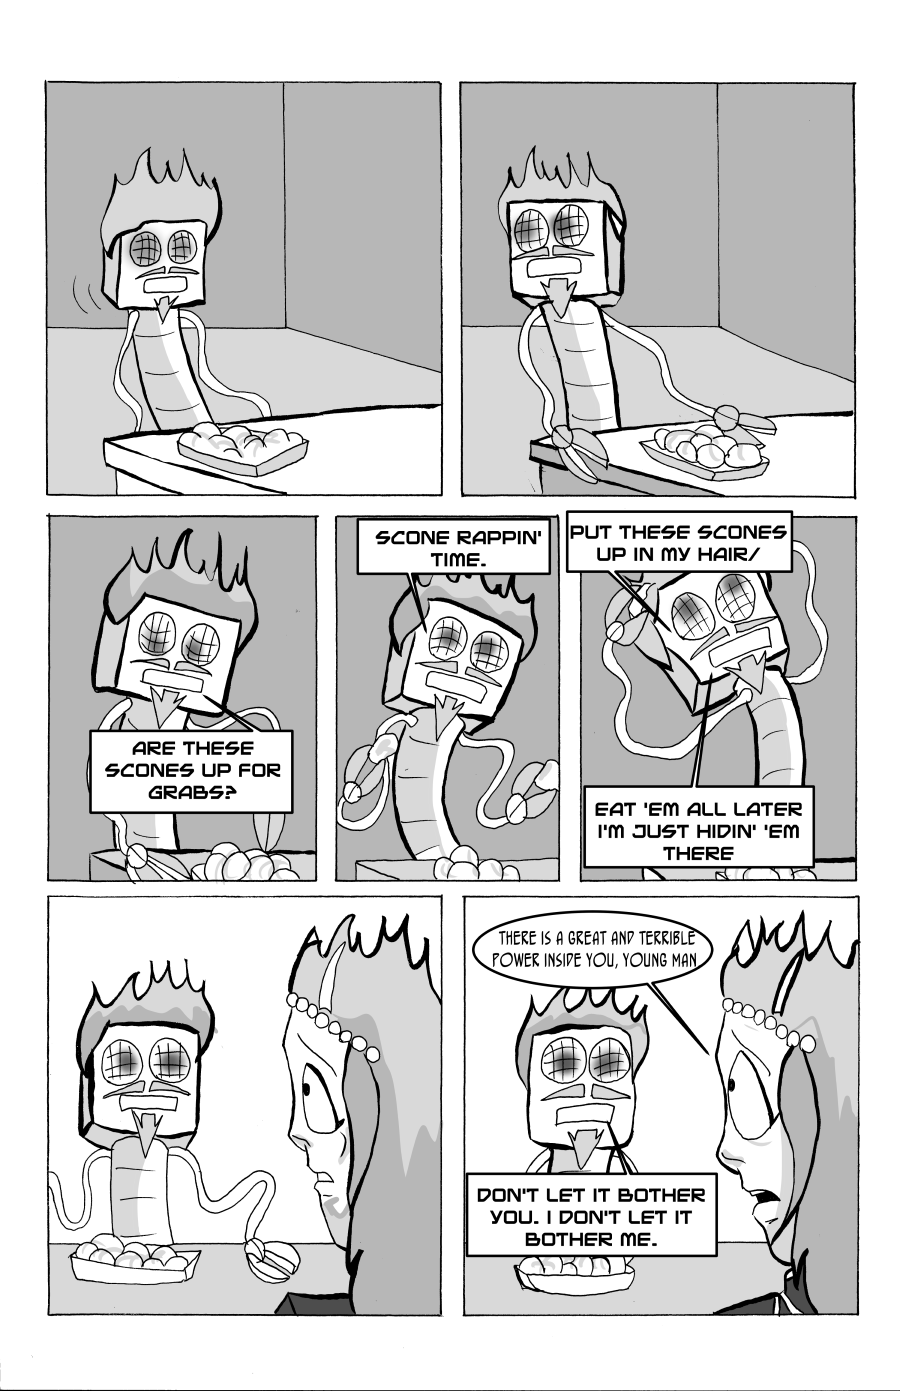 ARE THESE
SCONES UP FOR
GRABS?
SCONE RAPPIN'
TIME.
PUT THESE SCONES
UP IN MY HAIR/
EAT 'EM ALL LATER
I'M JUST HIDIN' 'EM
THERE
THERE IS A GREAT AND TERRIBLE
POWER INSIDE YOU, YOUNG MAN
DON'T LET IT BOTHER
YOU. I DON'T LET IT
BOTHER ME.